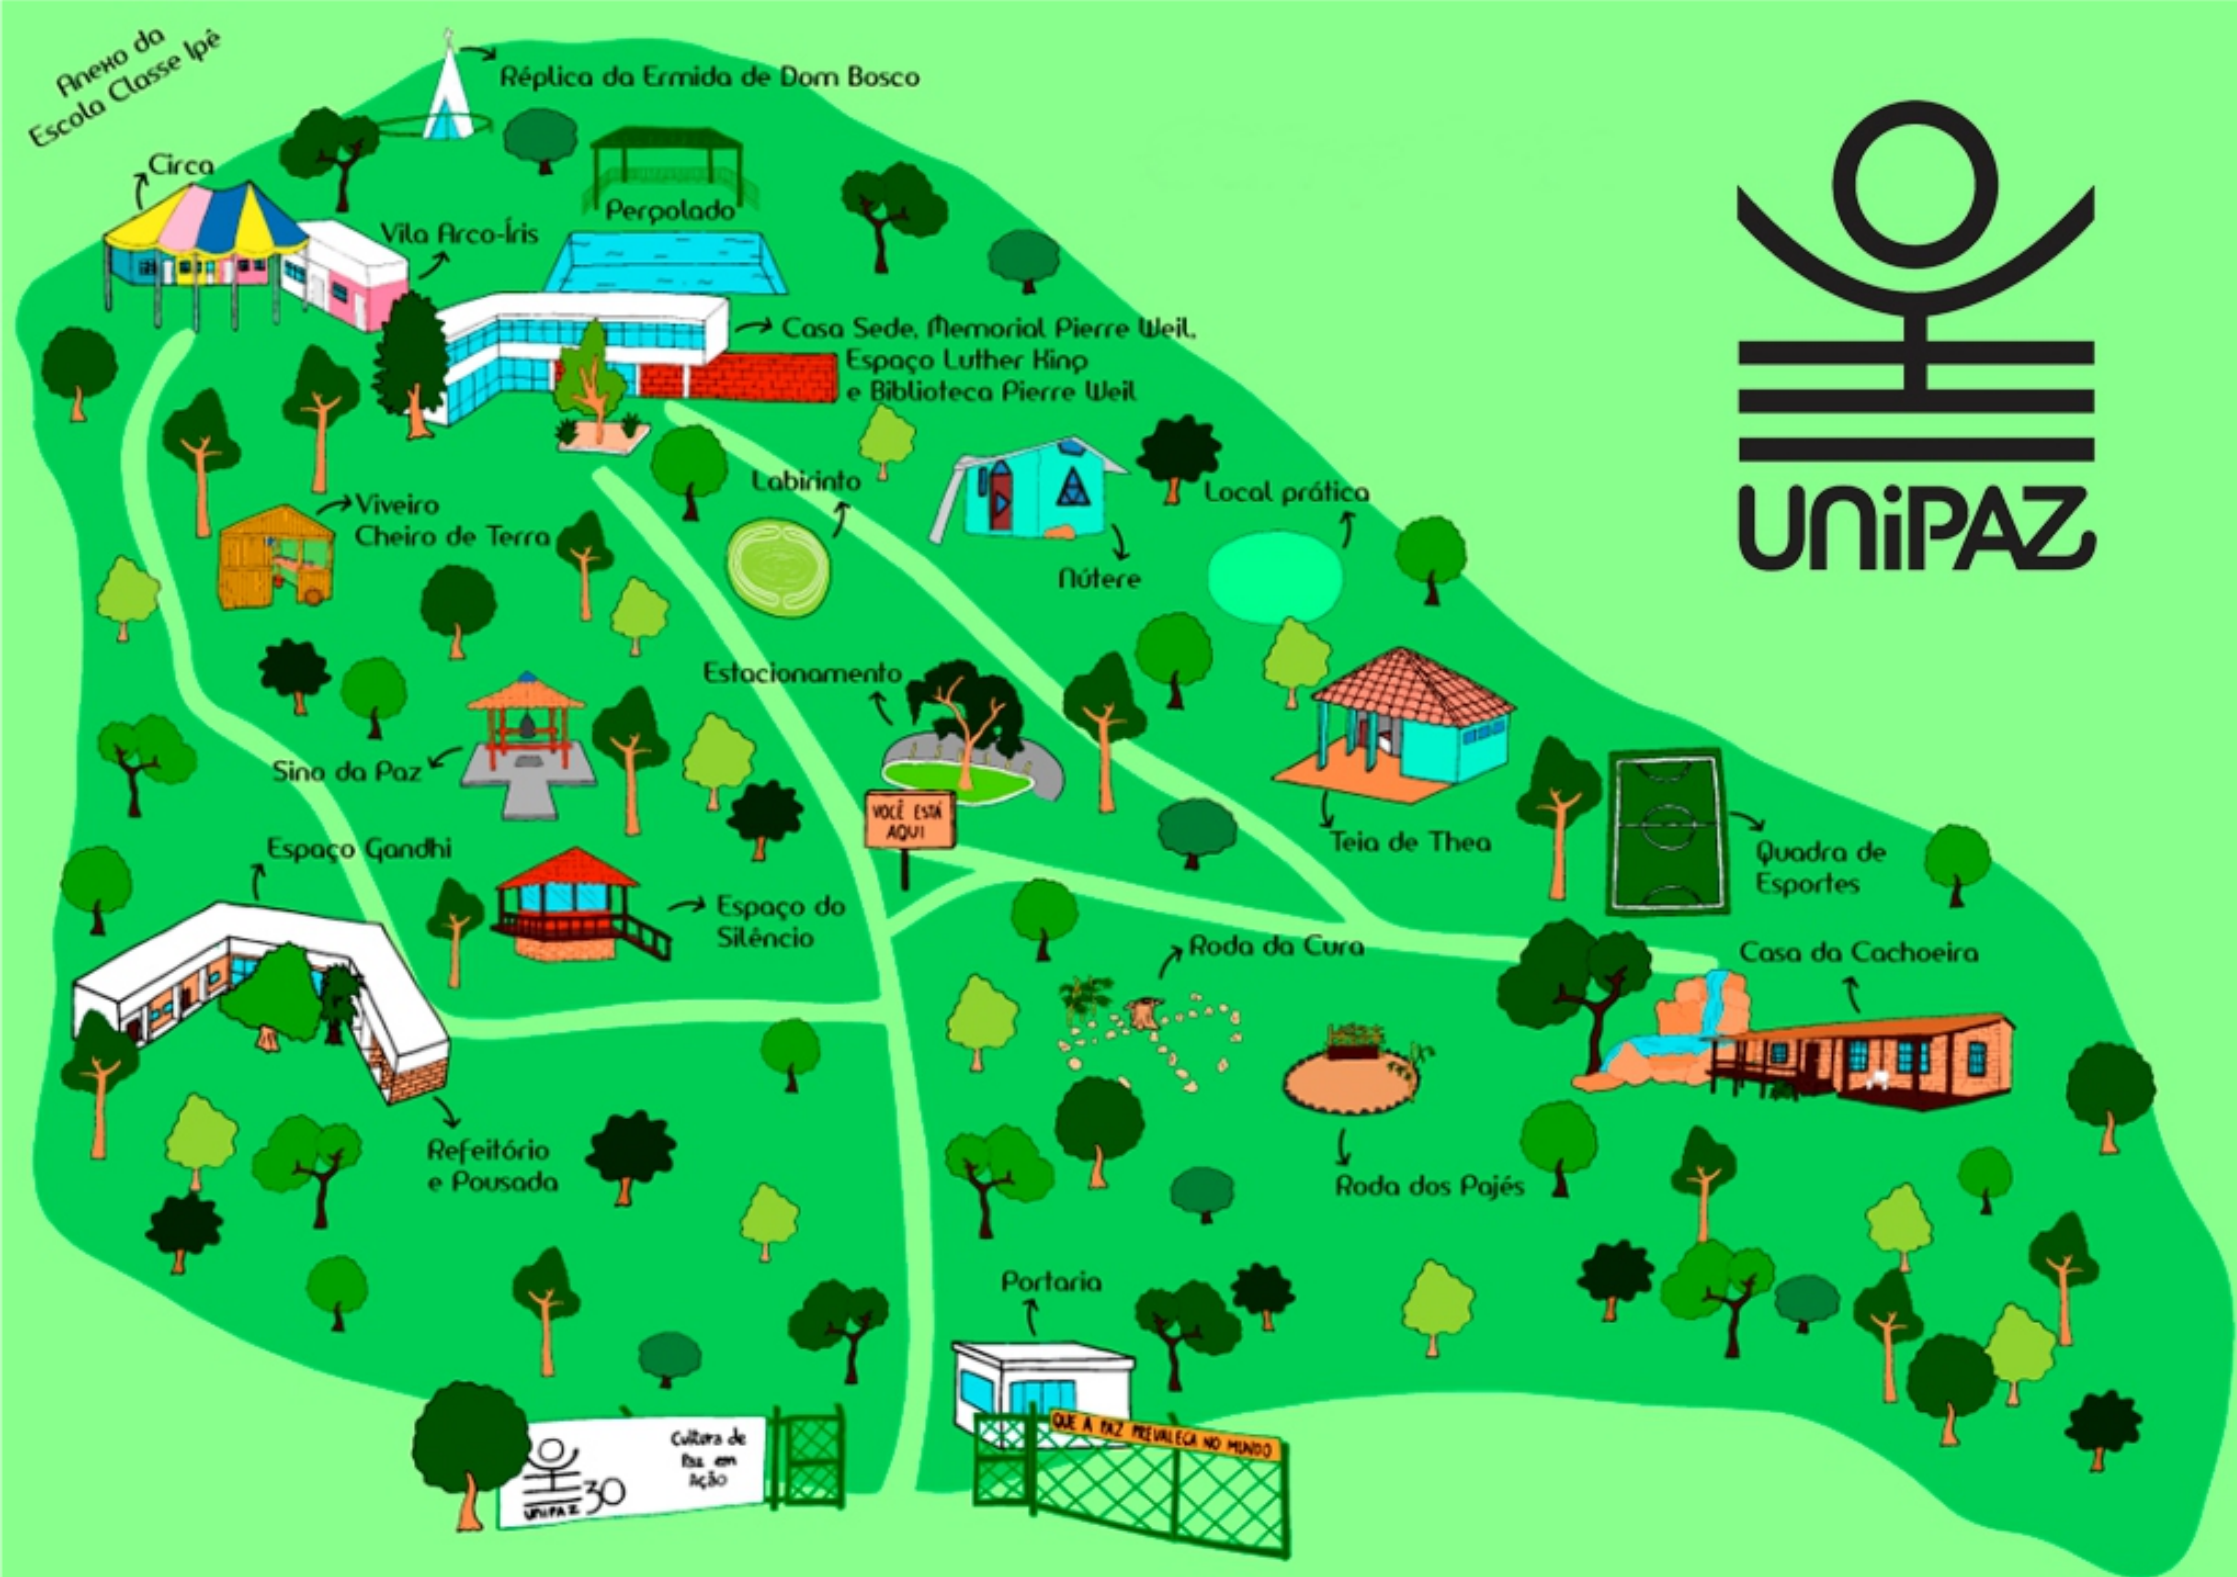 Anexo da
Escola Classe Ipê
Réplica da Ermida de Dom Bosco
Circo
Pergolado
Vila Arco-Íris
Casa Sede, Memorial Pierre Weil,
Espaço Luther King
e Biblioteca Pierre Weil
UNiPAZ
Labirinto
Local prática
Viveiro
Cheiro de Terra
Nútere
Estacionamento
Sino da Paz
VOCÊ ESTÁ
AQUI
Teia de Thea
Quadra de
Esportes
Espaço Gandhi
Espaço do
Silêncio
Roda da Cura
Casa da Cachoeira
Refeitório
e Pousada
Roda dos Pajés
Portaria
QUE A PAZ PREVALEÇA NO MUNDO
Cultura de
Paz em
Ação
30
UNiPAZ